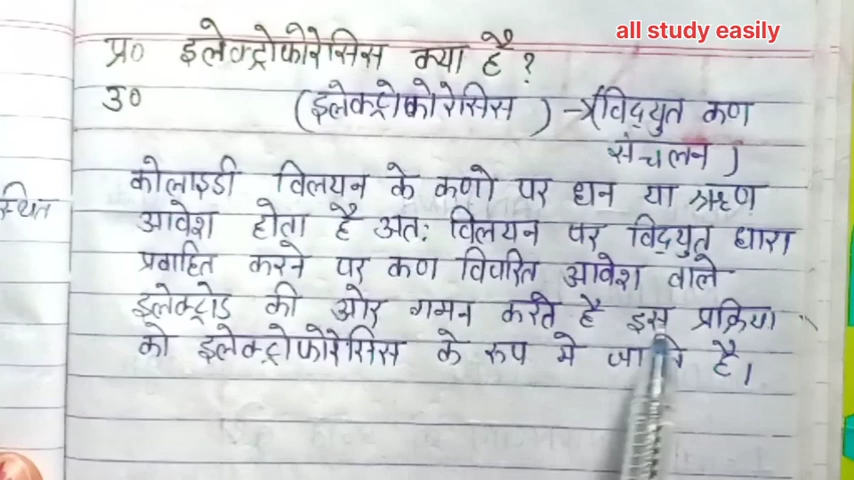 all study easily
प्र० इलेक्ट्रोफोरेसिस क्या है ?
उ० (इलेक्ट्रोफोरेसिस) → (विद्युत कण
संचलन)
कोलाइडी विलयन के कणो पर धन या ऋण
स्थित
आवेश होता है अतः विलयन पर विद्युत धारा
प्रवाहित करने पर कण विपरित आवेश वाले
इलेक्ट्रोड की ओर गमन करते है इस प्रक्रिया
को इलेक्ट्रोफोरेसिस के रूप मे जानते है।